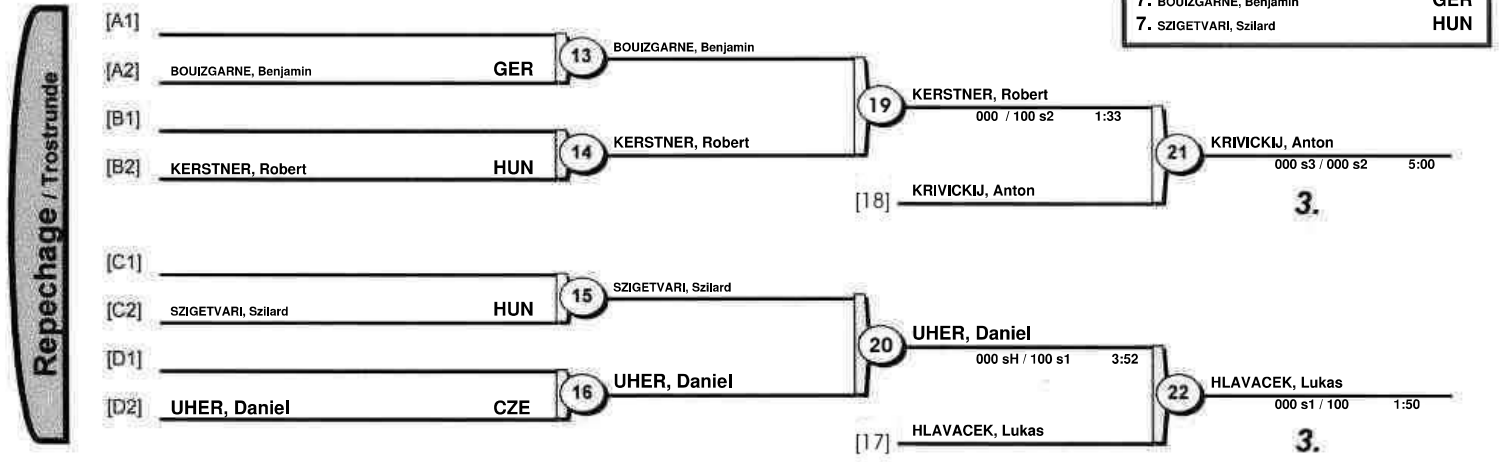 7. BOUIZGARNE, Benjamin GER
7. SZIGETVARI, Szilard HUN
Repechage / Trostrunde
[A1]
[A2] BOUIZGARNE, Benjamin GER
13 BOUIZGARNE, Benjamin
[B1]
[B2] KERSTNER, Robert HUN
14 KERSTNER, Robert
19 KERSTNER, Robert
000 / 100 s2 1:33
[18] KRIVICKIJ, Anton
21 KRIVICKIJ, Anton
000 s3 / 000 s2 5:00
3.
[C1]
[C2] SZIGETVARI, Szilard HUN
15 SZIGETVARI, Szilard
[D1]
[D2] UHER, Daniel CZE
16 UHER, Daniel
20 UHER, Daniel
000 sH / 100 s1 3:52
[17] HLAVACEK, Lukas
22 HLAVACEK, Lukas
000 s1 / 100 1:50
3.